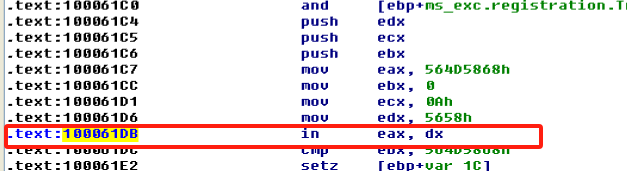 .text:100061C0 and [ebp+ms_exc.registration.T
.text:100061C4 push edx
.text:100061C5 push ecx
.text:100061C6 push ebx
.text:100061C7 mov eax, 564D5868h
.text:100061CC mov ebx, 0
.text:100061D1 mov ecx, 0Ah
.text:100061D6 mov edx, 5658h
.text:100061DB in eax, dx
.text:100061DC cmp ebx, 564D5868h
.text:100061E2 setz [ebp+var_1C]